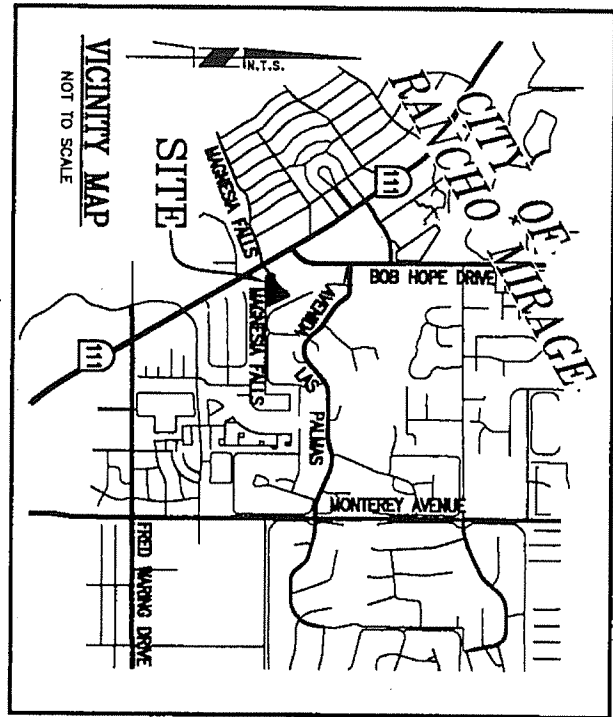 CITY OF
RANCHO MIRAGE
N.T.S.
VICINITY MAP
NOT TO SCALE
SITE
MAGNESIA FALLS
111
BOB HOPE DRIVE
MAGNESIA FALLS
AVENIDA LAS PALMAS
111
MONTEREY AVENUE
FRED WARING DRIVE